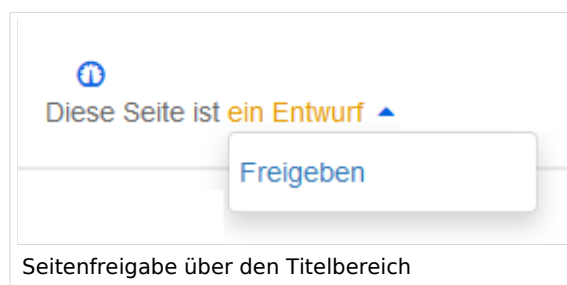 Diese Seite ist ein Entwurf
Freigeben
Seitenfreigabe über den Titelbereich